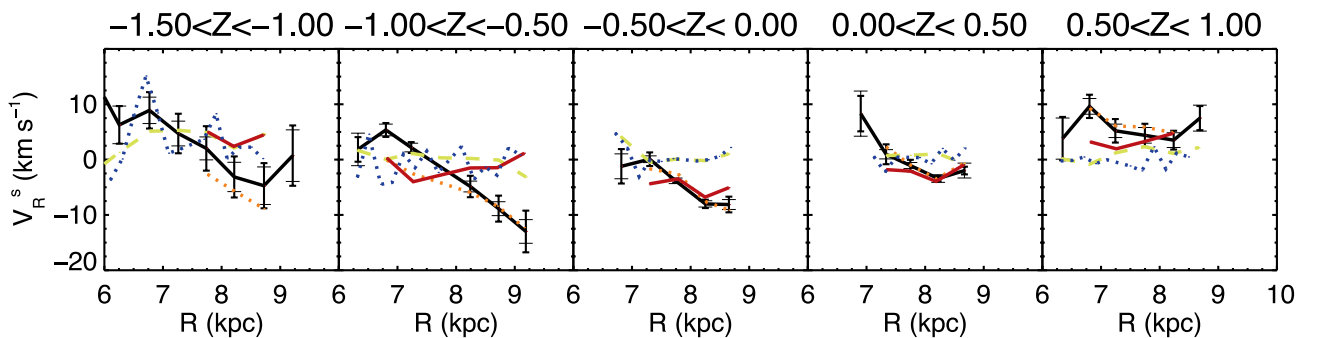 −1.50<Z<−1.00 −1.00<Z<−0.50 −0.50<Z< 0.00 0.00<Z< 0.50 0.50<Z< 1.00
V_R^s (km s⁻¹)
10
0
−10
−20
6 7 8 9 6 7 8 9 6 7 8 9 6 7 8 9 6 7 8 9 10
R (kpc) R (kpc) R (kpc) R (kpc) R (kpc)